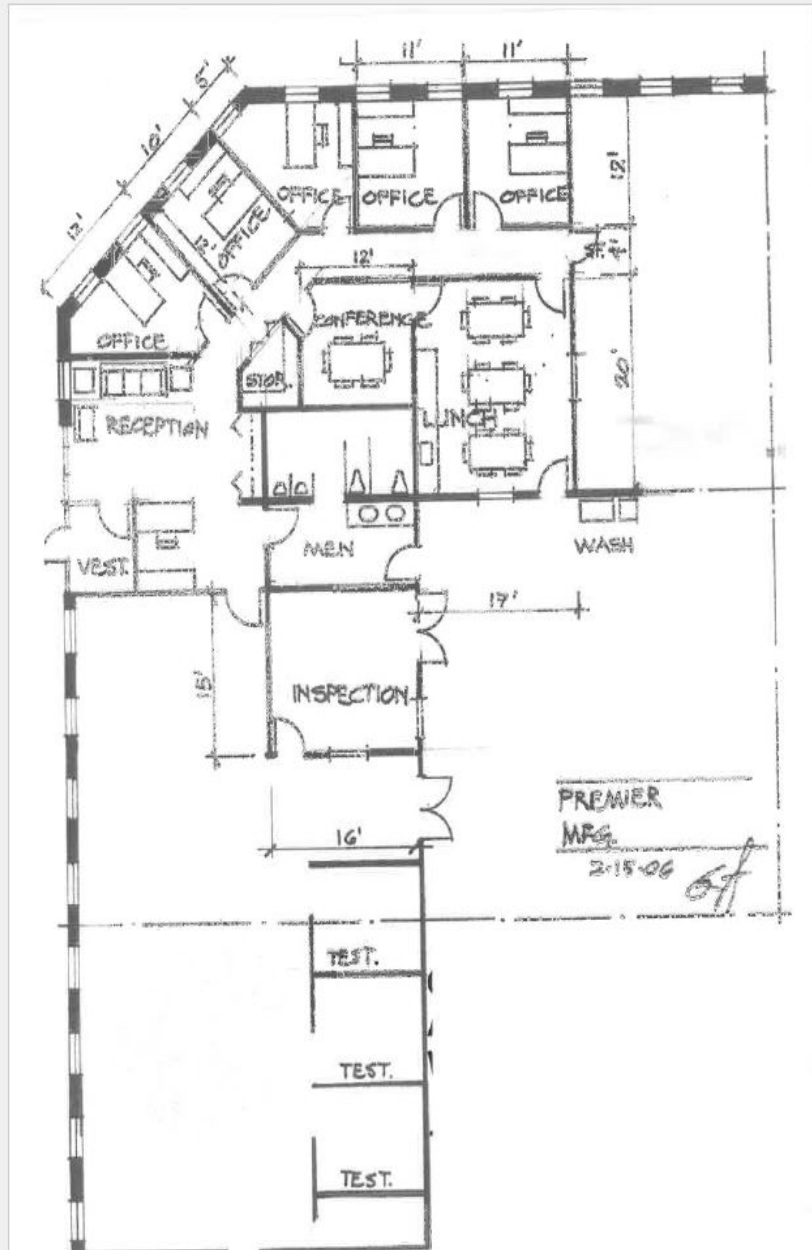 11' 11'
5'
10'
12'
OFFICE OFFICE OFFICE
12'
OFFICE
12'
4'
12'
OFFICE
CONFERENCE
STOR.
20'
RECEPTION
LUNCH
MEN
WASH
VEST.
17'
15'
INSPECTION
PREMIER
MFG.
2-15-06
16'
TEST.
TEST.
TEST.